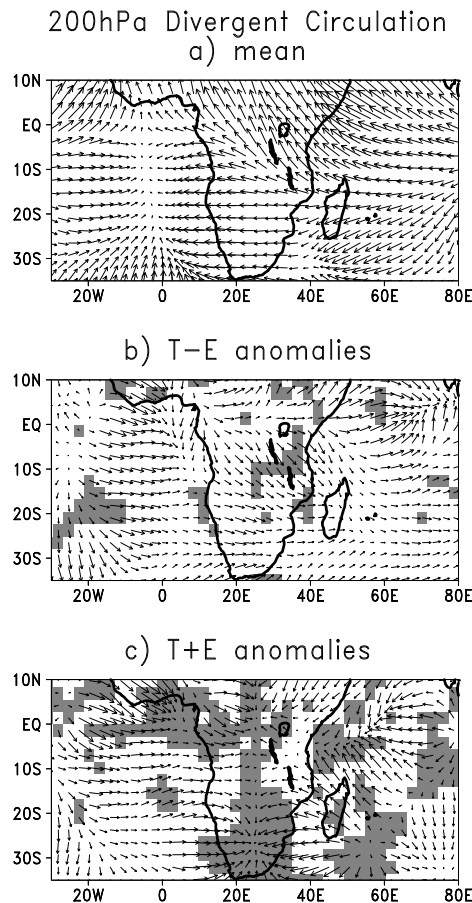 200hPa Divergent Circulation
a) mean
10N
EQ
10S
20S
30S
20W 0 20E 40E 60E 80E
b) T−E anomalies
10N
EQ
10S
20S
30S
20W 0 20E 40E 60E 80E
c) T+E anomalies
10N
EQ
10S
20S
30S
20W 0 20E 40E 60E 80E